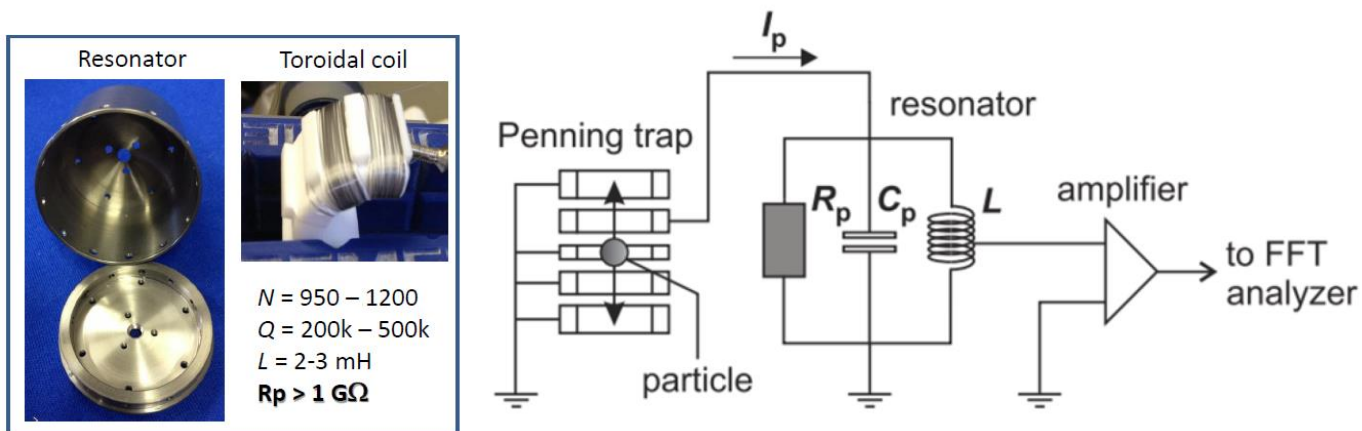 Resonator
Toroidal coil
N = 950 – 1200
Q = 200k – 500k
L = 2-3 mH
Rp > 1 GΩ
Penning trap
particle
Ip
resonator
Rp
Cp
L
amplifier
to FFT
analyzer